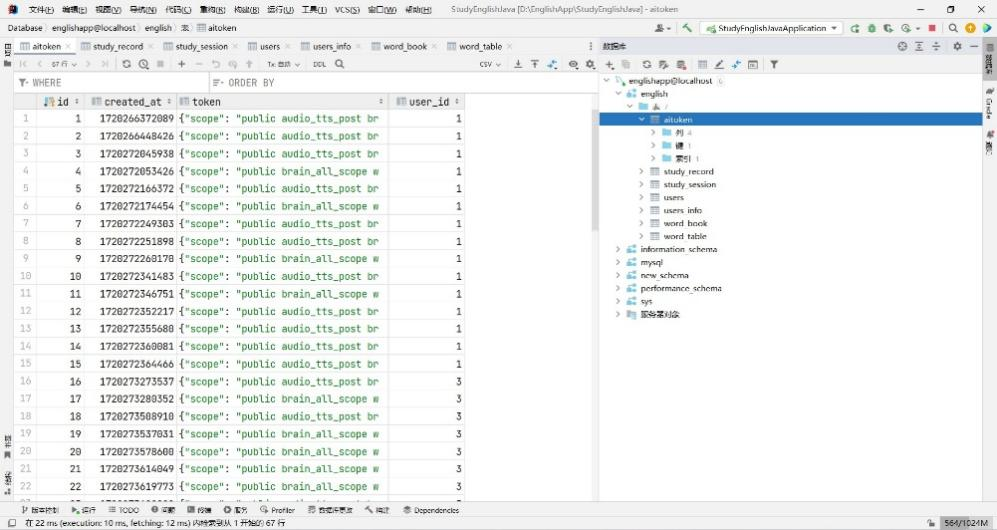 文件(F) 编辑(E) 视图(V) 导航(N) 代码(C) 重构(R) 构建(B) 运行(U) 工具(T) VCS(S) 窗口(W) 帮助(H) StudyEnglishJava [D:\EnglishApp\StudyEnglishJava] - aitoken
Database englishapp@localhost english 表 aitoken StudyEnglishJavaApplication
aitoken study_record study_session users users_info word_book word_table 数据库
67 行 Tx: 自动 DDL CSV
WHERE ORDER BY
id created_at token user_id
1 1 1720266372089 {"scope": "public audio_tts_post br 1
2 2 1720266448426 {"scope": "public audio_tts_post br 1
3 3 1720272045938 {"scope": "public audio_tts_post br 1
4 4 1720272053426 {"scope": "public brain_all_scope w 1
5 5 1720272166372 {"scope": "public audio_tts_post br 1
6 6 1720272174454 {"scope": "public brain_all_scope w 1
7 7 1720272249303 {"scope": "public audio_tts_post br 1
8 8 1720272251898 {"scope": "public audio_tts_post br 1
9 9 1720272260170 {"scope": "public brain_all_scope w 1
10 10 1720272341483 {"scope": "public audio_tts_post br 1
11 11 1720272346751 {"scope": "public brain_all_scope w 1
12 12 1720272352217 {"scope": "public audio_tts_post br 1
13 13 1720272355680 {"scope": "public audio_tts_post br 1
14 14 1720272360081 {"scope": "public audio_tts_post br 1
15 15 1720272364466 {"scope": "public audio_tts_post br 1
16 16 1720273273537 {"scope": "public audio_tts_post br 3
17 17 1720273280352 {"scope": "public brain_all_scope w 3
18 18 1720273508910 {"scope": "public audio_tts_post br 3
19 19 1720273537031 {"scope": "public brain_all_scope w 3
20 20 1720273578600 {"scope": "public brain_all_scope w 3
21 21 1720273614049 {"scope": "public brain_all_scope w 3
22 22 1720273619773 {"scope": "public brain_all_scope w 3
englishapp@localhost 6
english
表 7
aitoken
列 4
键 1
索引 1
study_record
study_session
users
users_info
word_book
word_table
information_schema
mysql
new_schema
performance_schema
sys
服务器对象
数据库
Gradle
通知
项目
书签
结构
版本控制 运行 TODO 问题 终端 服务 Profiler 数据库更改 构建 Dependencies
在 22 ms (execution: 10 ms, fetching: 12 ms) 内检索到从 1 开始的 67 行 564/1024M